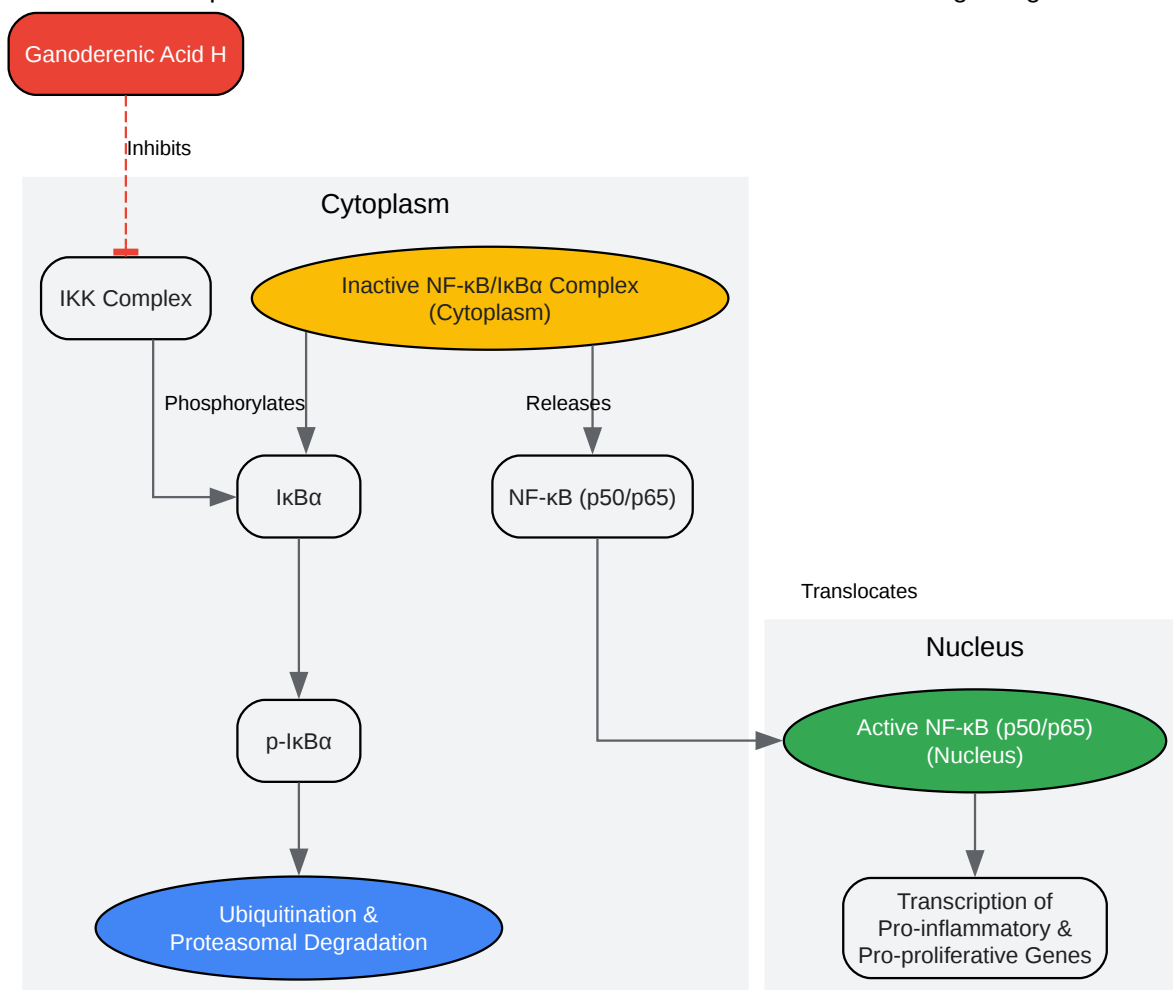 Ganoderenic Acid H
Inhibits
Cytoplasm
IKK Complex
Inactive NF-κB/IκBα Complex
(Cytoplasm)
Phosphorylates
Releases
IκBα
NF-κB (p50/p65)
Translocates
Nucleus
p-IκBα
Active NF-κB (p50/p65)
(Nucleus)
Ubiquitination &
Proteasomal Degradation
Transcription of
Pro-inflammatory &
Pro-proliferative Genes